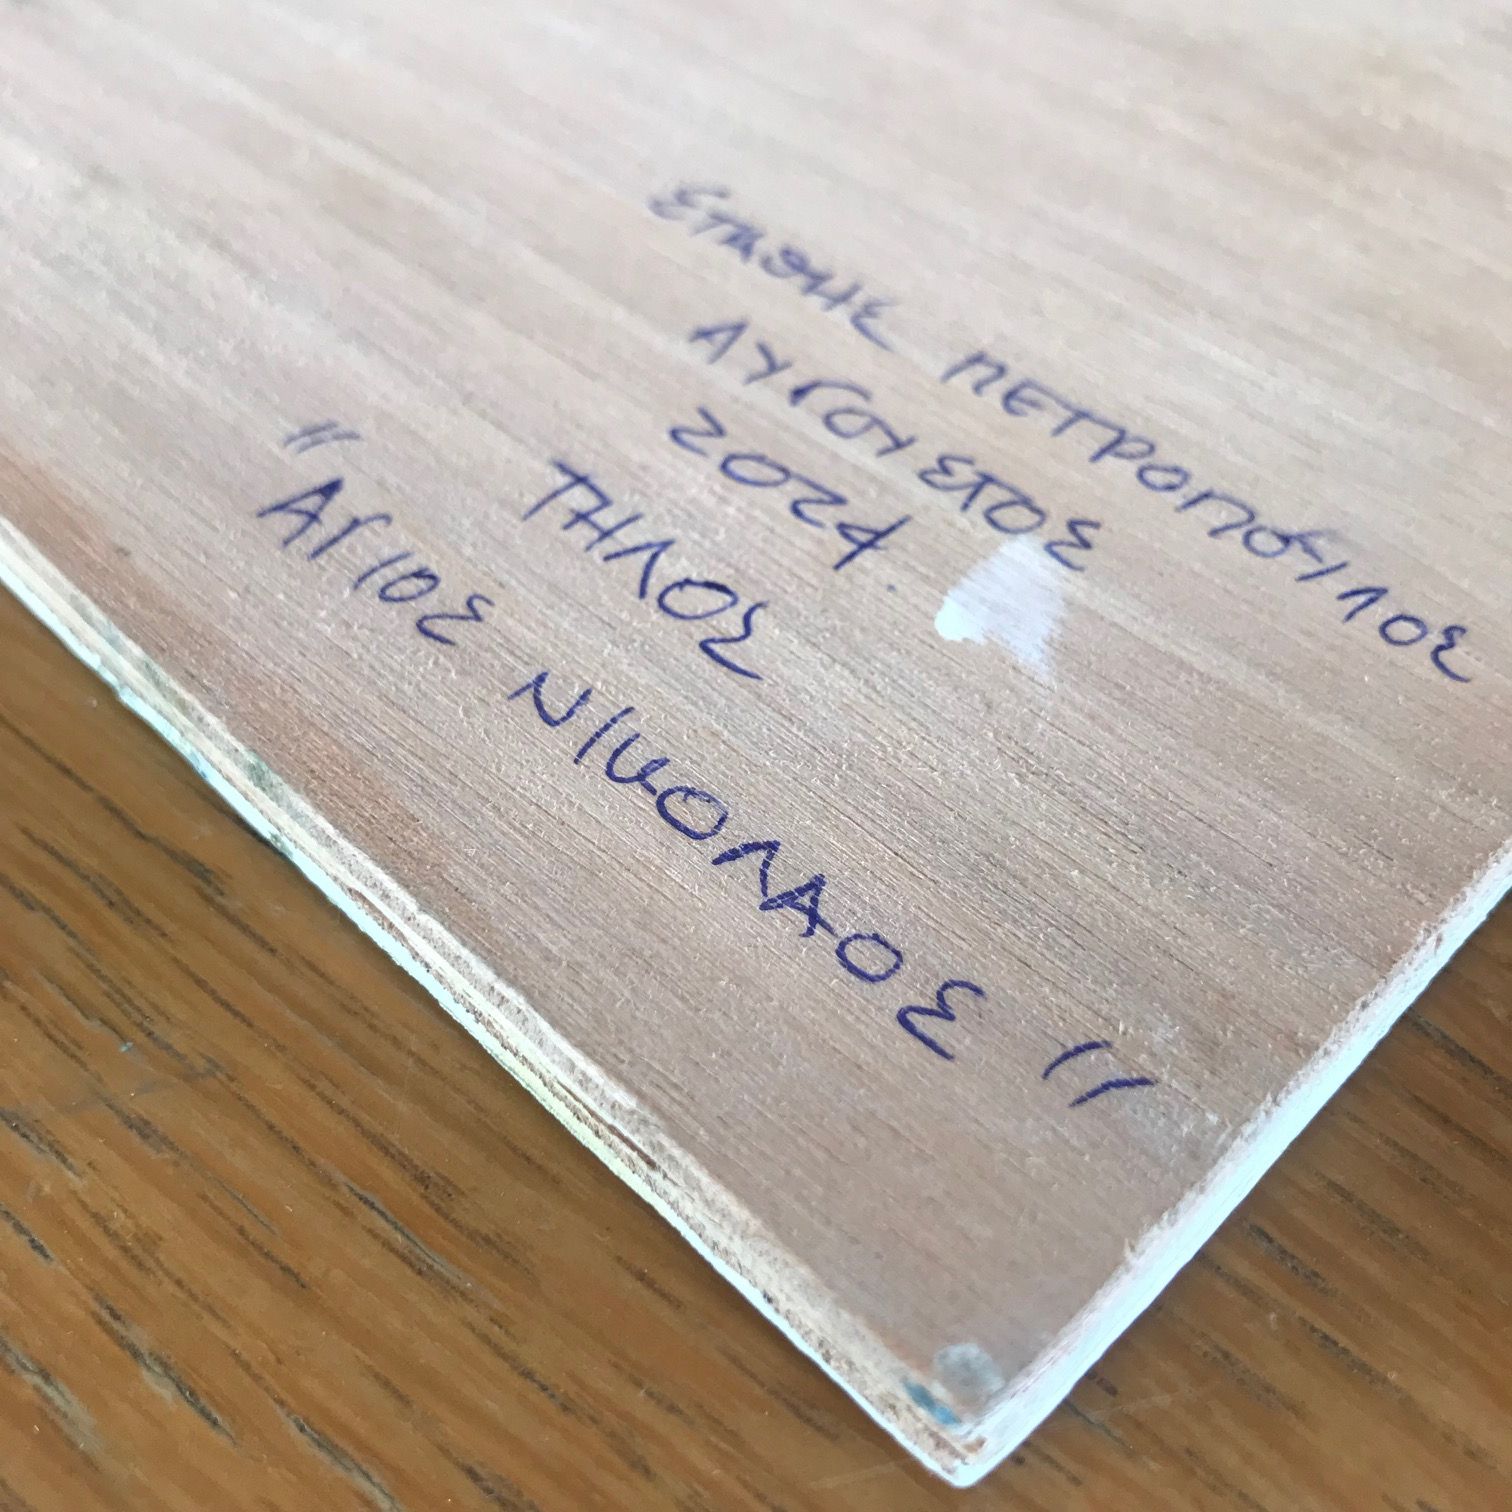 ΣΤΑΘΗΣ ΠΕΤΡΟΠΟΥΛΟΣ
ΑΥΓΟΥΣΤΟΣ
2024.
ΤΗΛΟΣ
"ΑΓΙΟΣ ΝΙΚΟΛΑΟΣ"